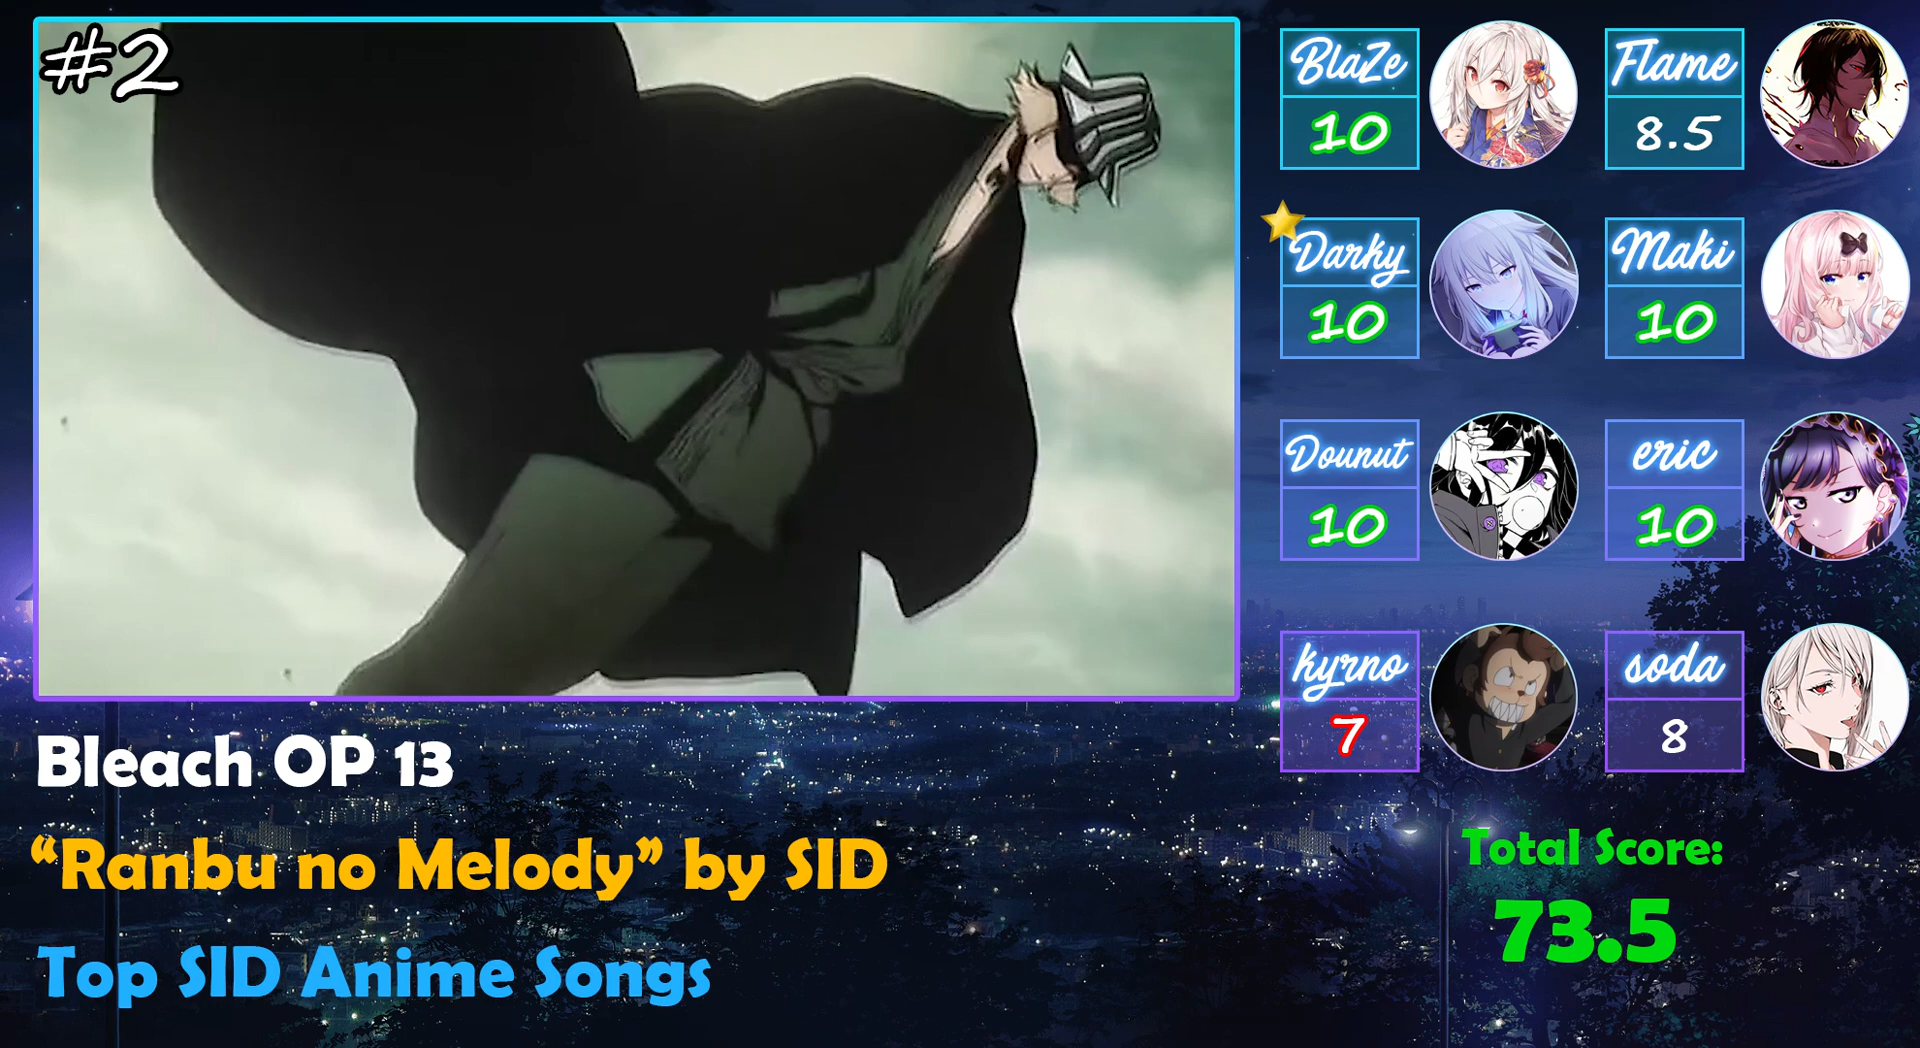 #2
BlaZe
10
Flame
8.5
Darky
10
Maki
10
Dounut
10
eric
10
kyrno
7
soda
8
Bleach OP 13
“Ranbu no Melody” by SID
Top SID Anime Songs
Total Score:
73.5